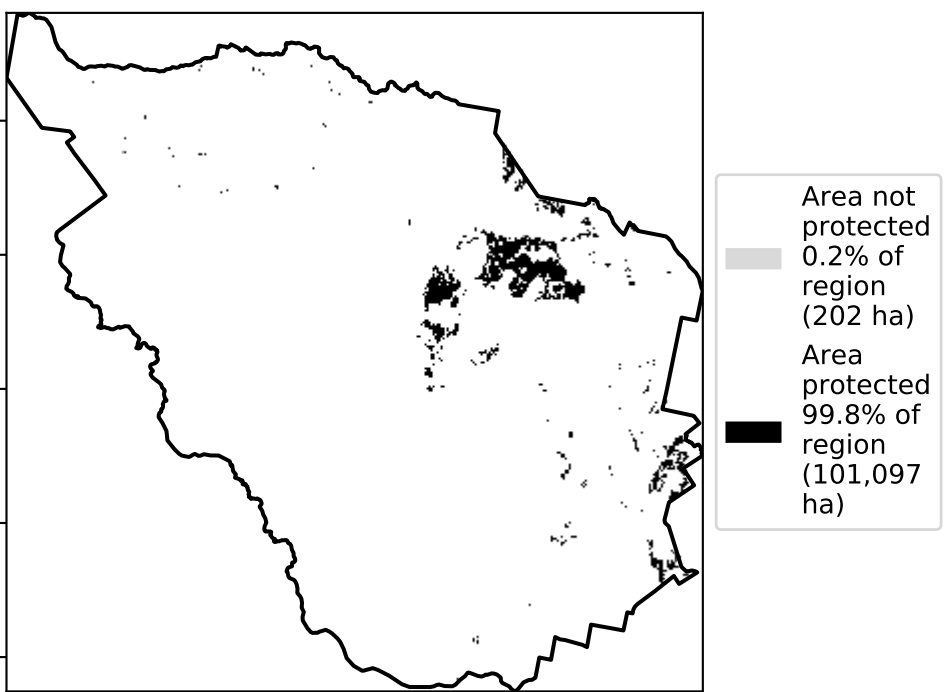 Area not
protected
0.2% of
region
(202 ha)
Area
protected
99.8% of
region
(101,097
ha)